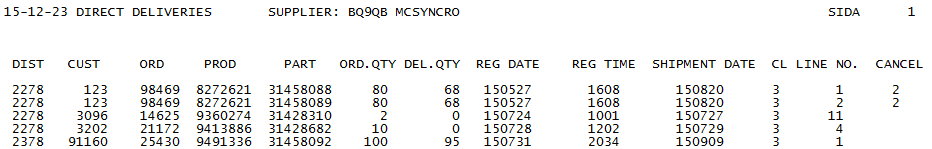 15-12-23 DIRECT DELIVERIES SUPPLIER: BQ9QB MCSYNCRO SIDA 1
DIST CUST ORD PROD PART ORD.QTY DEL.QTY REG DATE REG TIME SHIPMENT DATE CL LINE NO. CANCEL
2278 123 98469 8272621 31458088 80 68 150527 1608 150820 3 1 2
2278 123 98469 8272621 31458089 80 68 150527 1608 150820 3 2 2
2278 3096 14625 9360274 31428310 2 0 150724 1001 150727 3 11
2278 3202 21172 9413886 31428682 10 0 150728 1202 150729 3 4
2378 91160 25430 9491336 31458092 100 95 150731 2034 150909 3 1